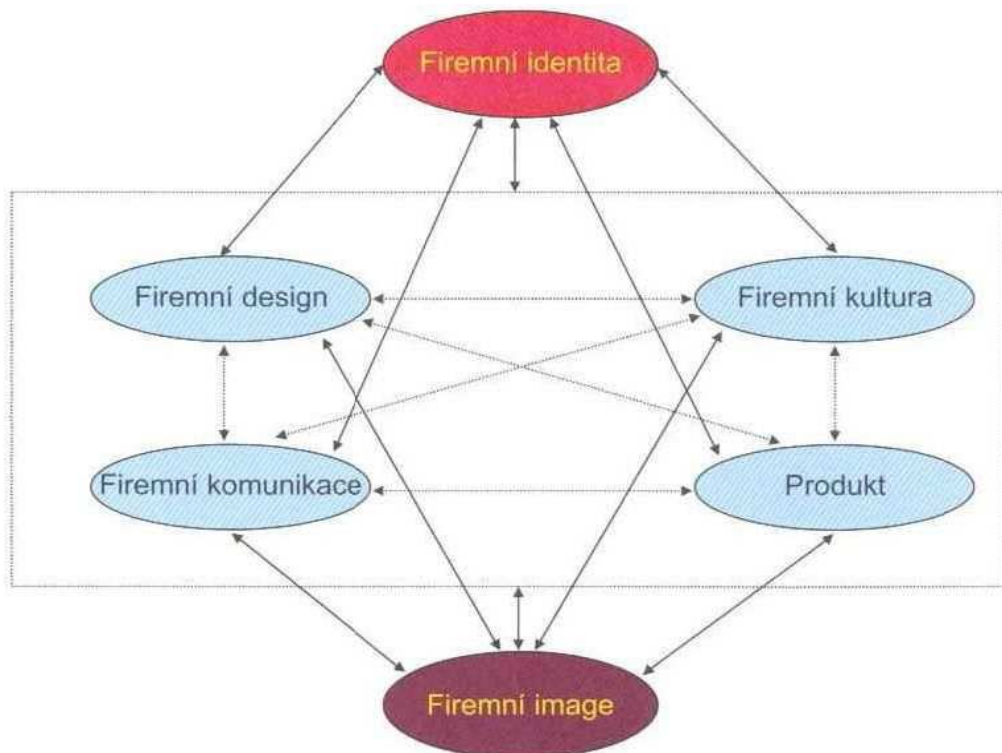 Firemní identita
Firemní design
Firemní kultura
Firemní komunikace
Produkt
Firemní image